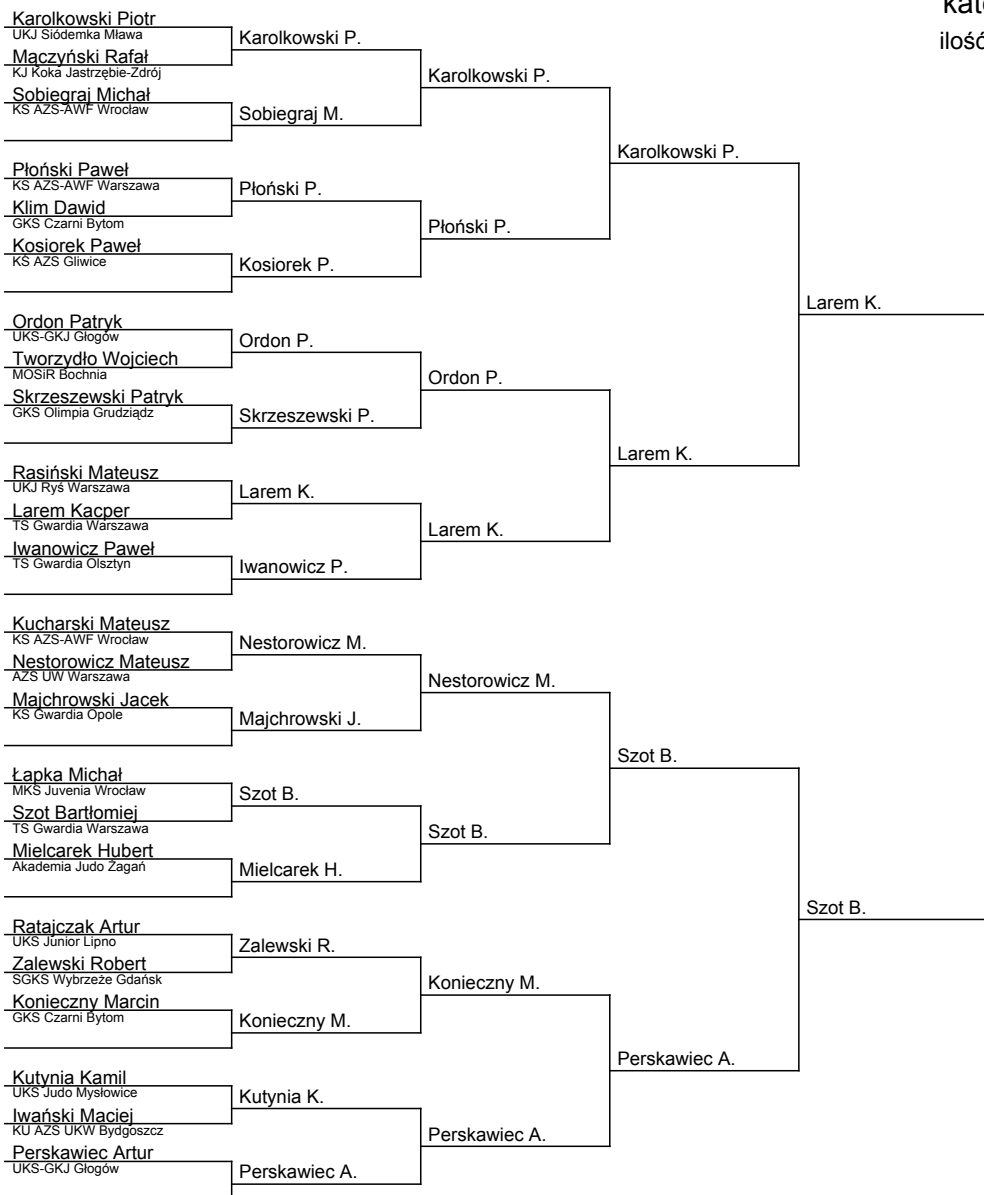 Karolkowski Piotr
UKJ Siódemka Mława
Mączyński Rafał
KJ Koka Jastrzębie-Zdrój
Sobiegraj Michał
KS AZS-AWF Wrocław
Płoński Paweł
KS AZS-AWF Warszawa
Klim Dawid
GKS Czarni Bytom
Kosiorek Paweł
KŚ AZS Gliwice
Ordon Patryk
UKS-GKJ Głogów
Tworzydło Wojciech
MOSiR Bochnia
Skrzeszewski Patryk
GKS Olimpia Grudziądz
Rasiński Mateusz
UKJ Ryś Warszawa
Larem Kacper
TS Gwardia Warszawa
Iwanowicz Paweł
TS Gwardia Olsztyn
Kucharski Mateusz
KS AZS-AWF Wrocław
Nestorowicz Mateusz
AZS UW Warszawa
Majchrowski Jacek
KS Gwardia Opole
Łapka Michał
MKS Juvenia Wrocław
Szot Bartłomiej
TS Gwardia Warszawa
Mielcarek Hubert
Akademia Judo Żagań
Ratajczak Artur
UKS Junior Lipno
Zalewski Robert
SGKS Wybrzeże Gdańsk
Konieczny Marcin
GKS Czarni Bytom
Kutynia Kamil
UKS Judo Mysłowice
Iwański Maciej
KU AZS UKW Bydgoszcz
Perskawiec Artur
UKS-GKJ Głogów
Karolkowski P.
Sobiegraj M.
Płoński P.
Kosiorek P.
Ordon P.
Skrzeszewski P.
Larem K.
Iwanowicz P.
Nestorowicz M.
Majchrowski J.
Szot B.
Mielcarek H.
Zalewski R.
Konieczny M.
Kutynia K.
Perskawiec A.
Karolkowski P.
Płoński P.
Ordon P.
Larem K.
Nestorowicz M.
Szot B.
Konieczny M.
Perskawiec A.
Karolkowski P.
Larem K.
Szot B.
Perskawiec A.
Larem K.
Szot B.
ilość